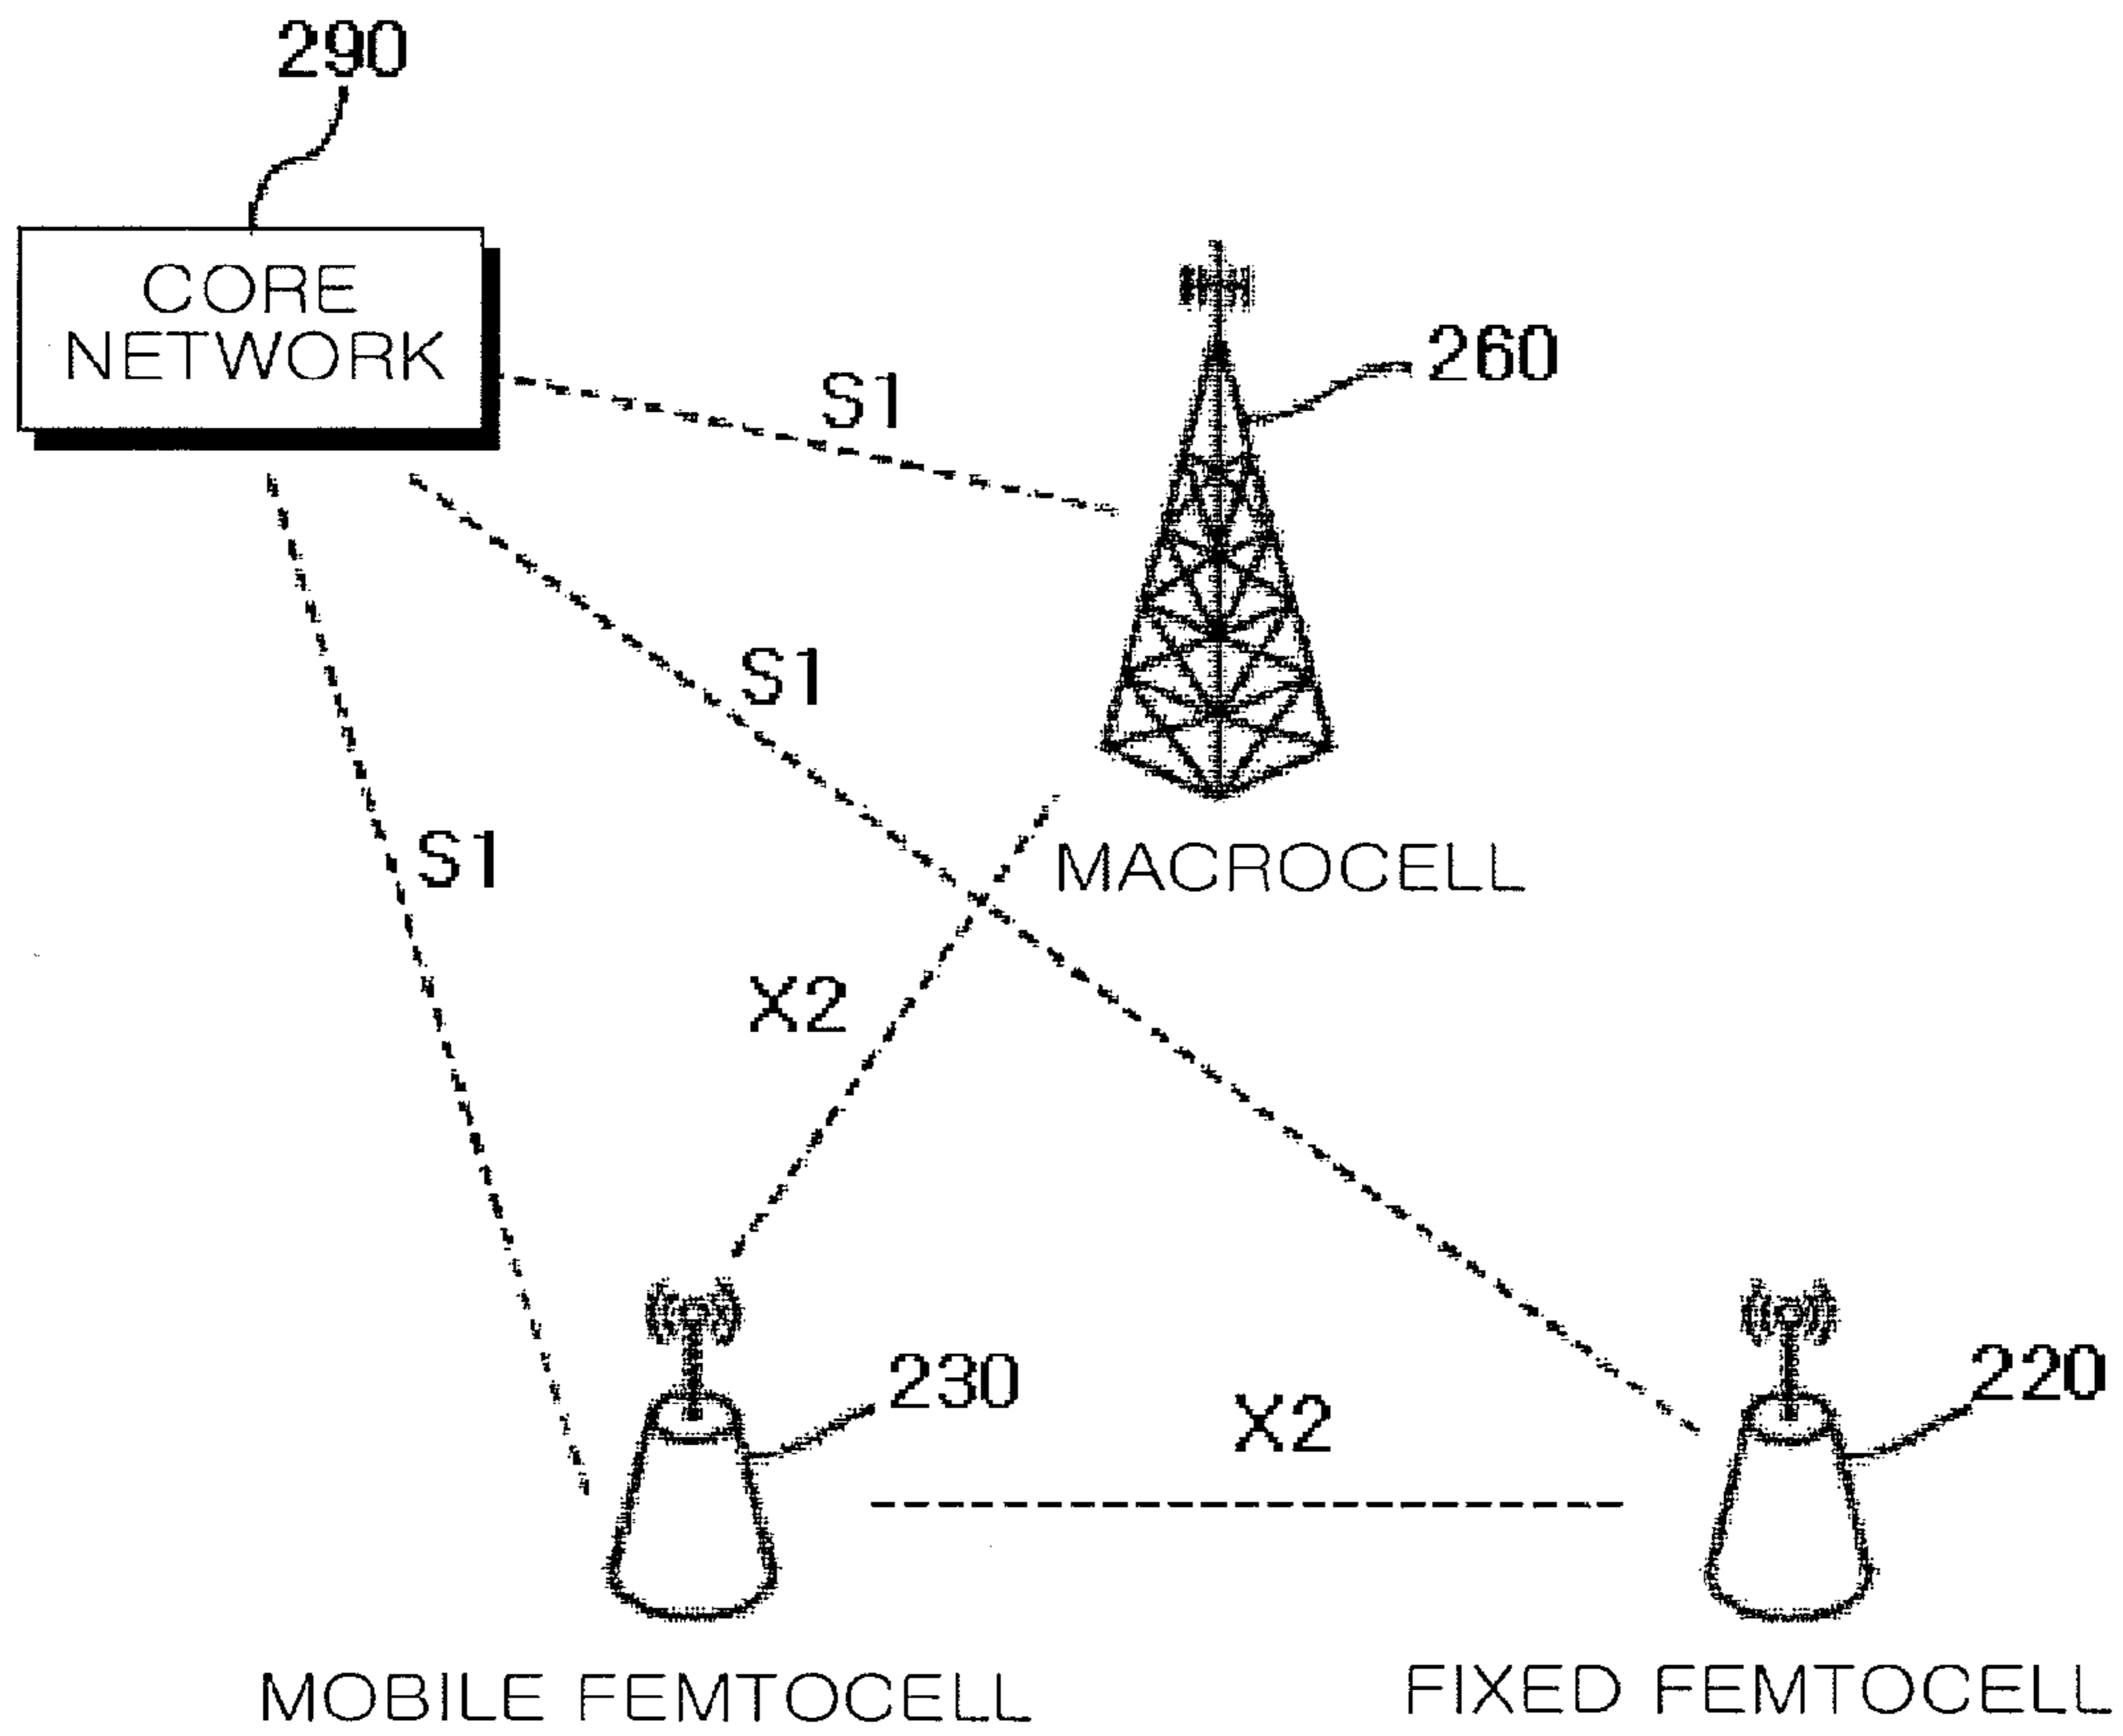 290
CORE
NETWORK
260
S1
S1
S1
MACROCELL
X2
230
220
X2
MOBILE FEMTOCELL
FIXED FEMTOCELL